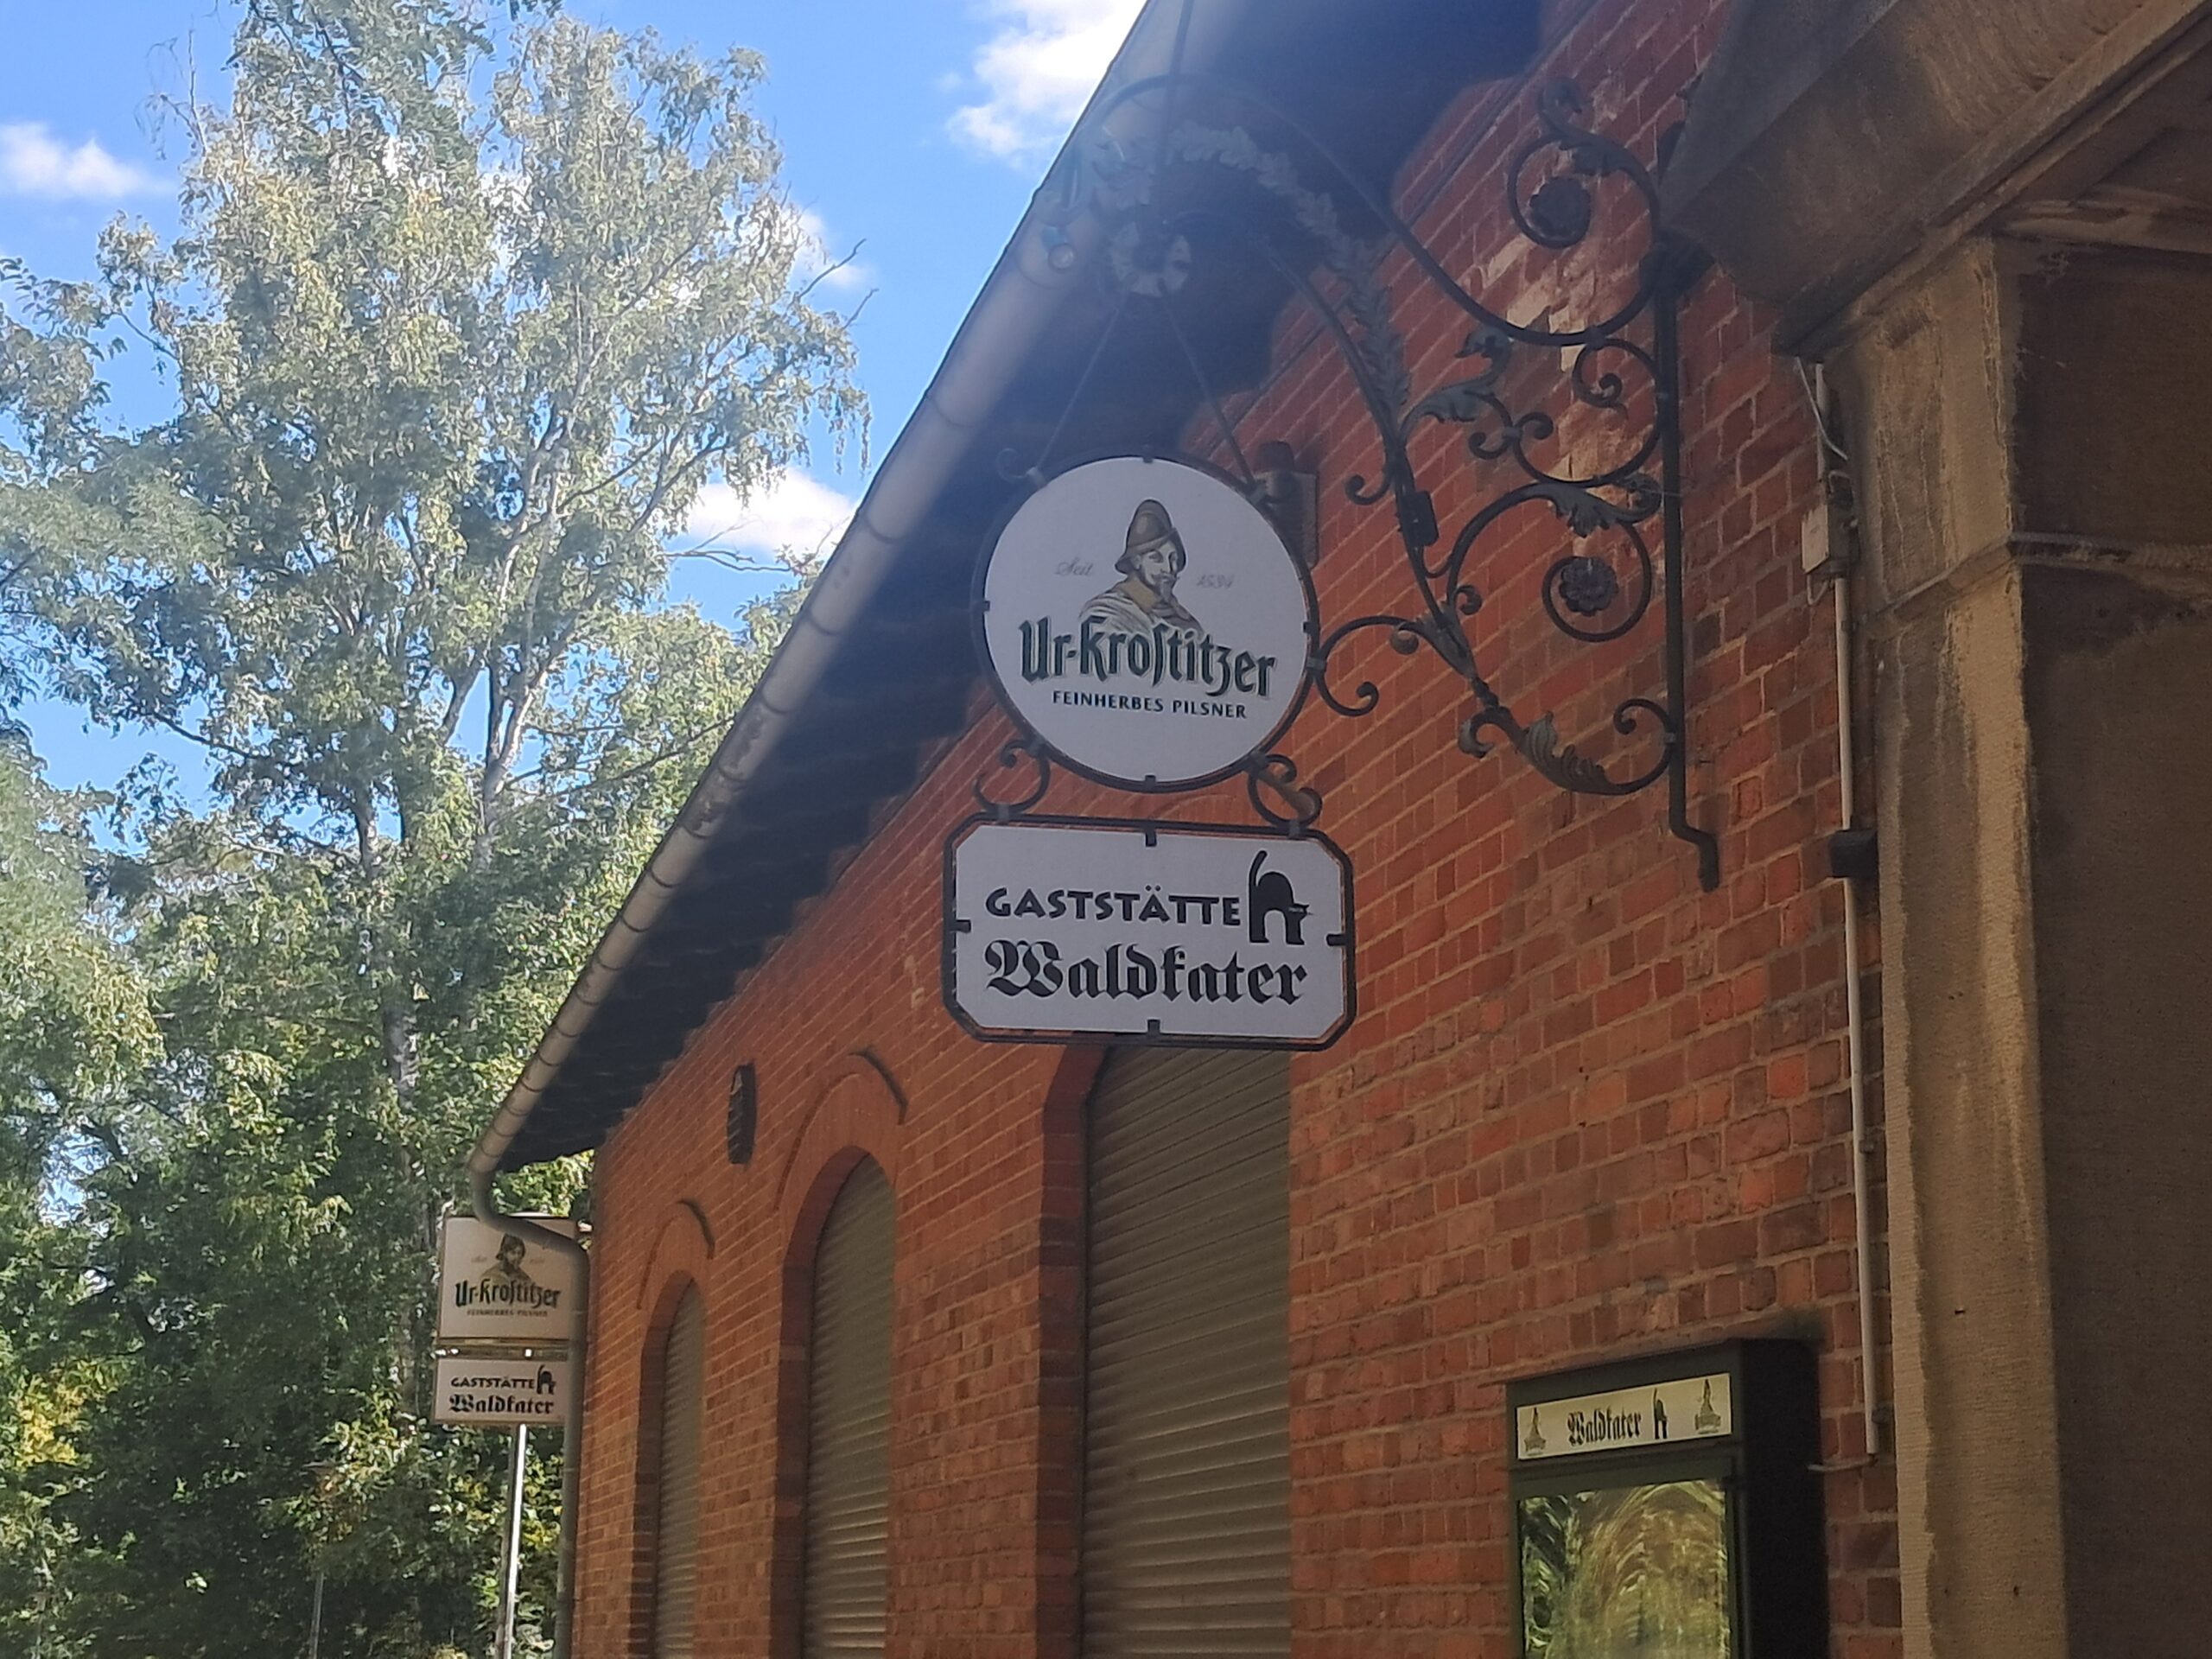 Seit 1534
Ur-Kroſtitzer
FEINHERBES PILSNER
GASTSTÄTTE
Waldkater
Ur-Kroſtitzer
FEINHERBES PILSNER
GASTSTÄTTE
Waldkater
Waldkater